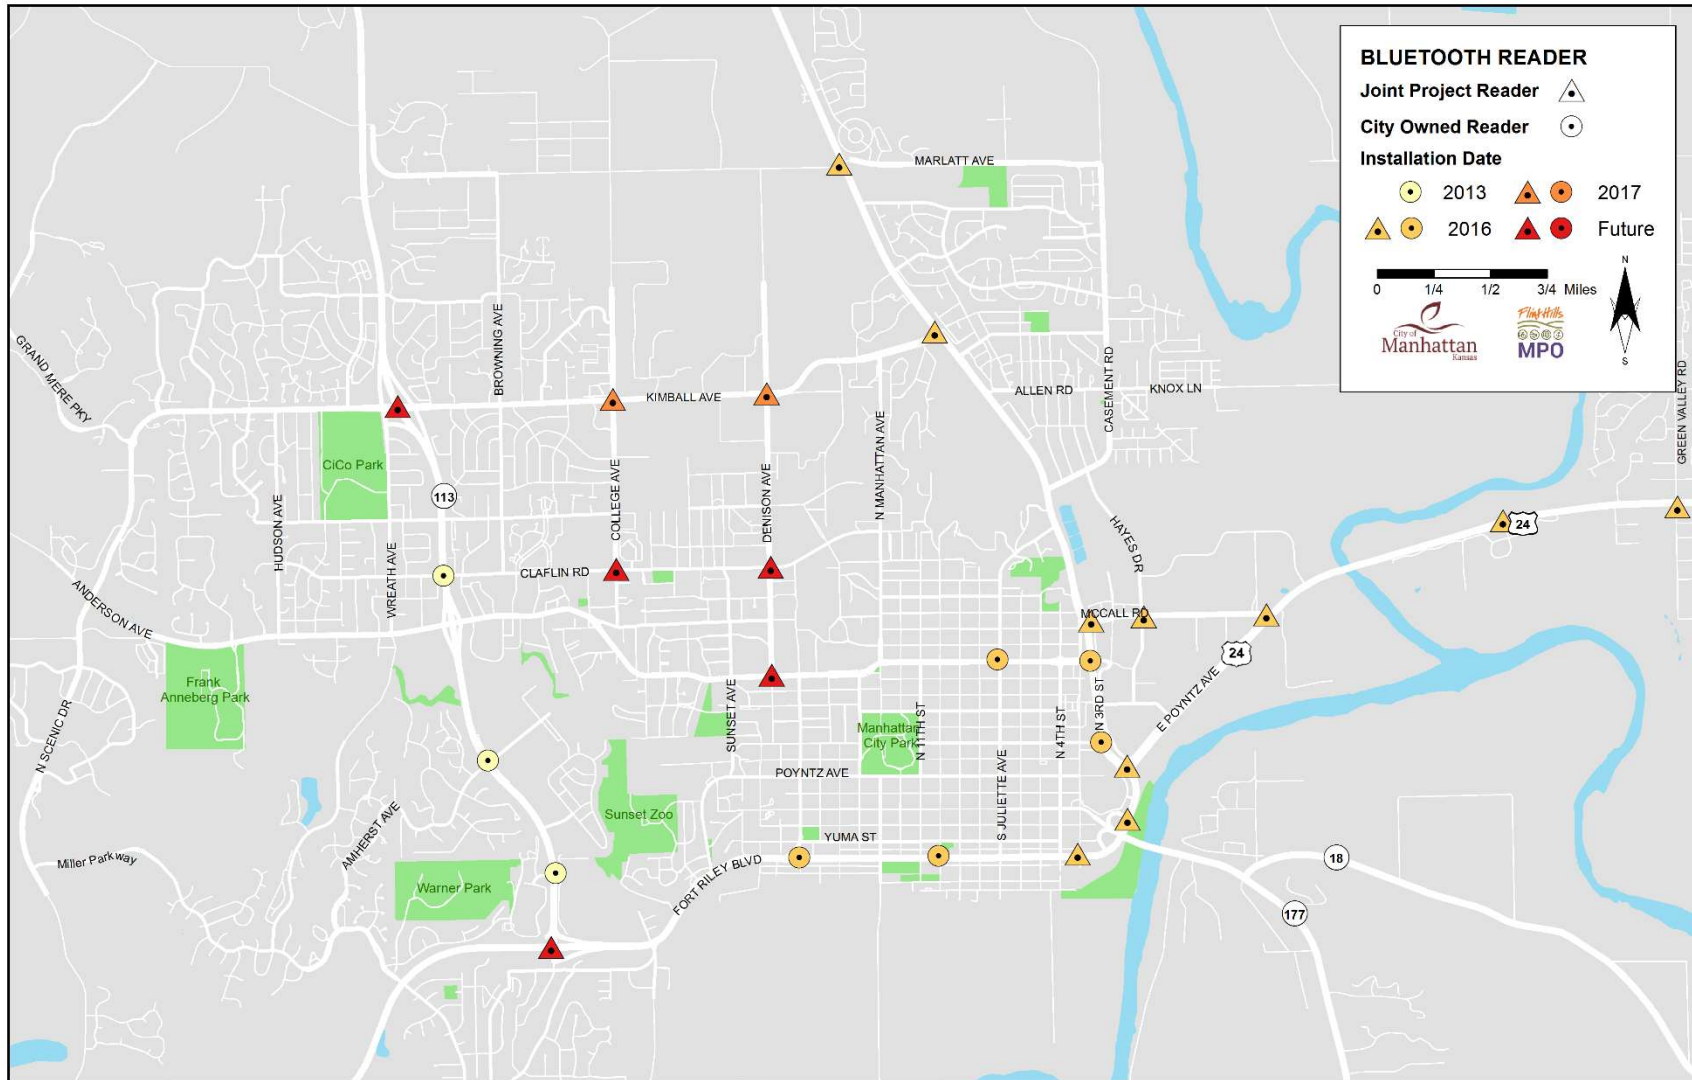 BLUETOOTH READER
Joint Project Reader
City Owned Reader
Installation Date
2013
2017
2016
Future
0 1/4 1/2 3/4 Miles
N
S
City of
Manhattan
Kansas
Flint Hills
MPO
MARLATT AVE
GRAND MERE PKY
BROWNING AVE
KIMBALL AVE
ALLEN RD
KNOX LN
CASEMENT RD
GREEN VALLEY RD
CiCo Park
113
HUDSON AVE
WREATH AVE
COLLEGE AVE
DENISON AVE
N MANHATTAN AVE
HAYES DR
24
CLAFLIN RD
ANDERSON AVE
MCCALL RD
24
Frank
Anneberg Park
N SCENIC DR
SUNSET AVE
Manhattan
City Park
N 11TH ST
N 4TH ST
N 3RD ST
E POYNTZ AVE
POYNTZ AVE
S JULIETTE AVE
Sunset Zoo
YUMA ST
AMHERST AVE
Miller Parkway
Warner Park
FORT RILEY BLVD
18
177